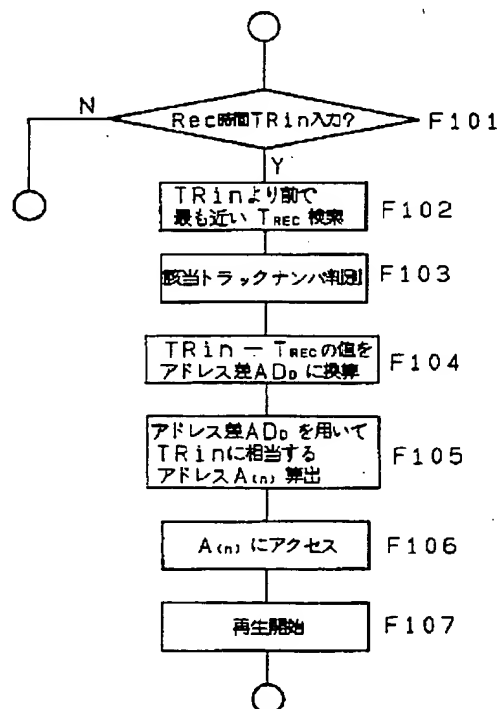 N
Rec時間TRin入力?
F101
Y
TRinより前で
最も近い TREC 検索
F102
該当トラックナンバ判別
F103
TRin － TRECの値を
アドレス差ADDに換算
F104
アドレス差ADDを用いて
TRinに相当する
アドレスA(n) 算出
F105
A(n) にアクセス
F106
再生開始
F107